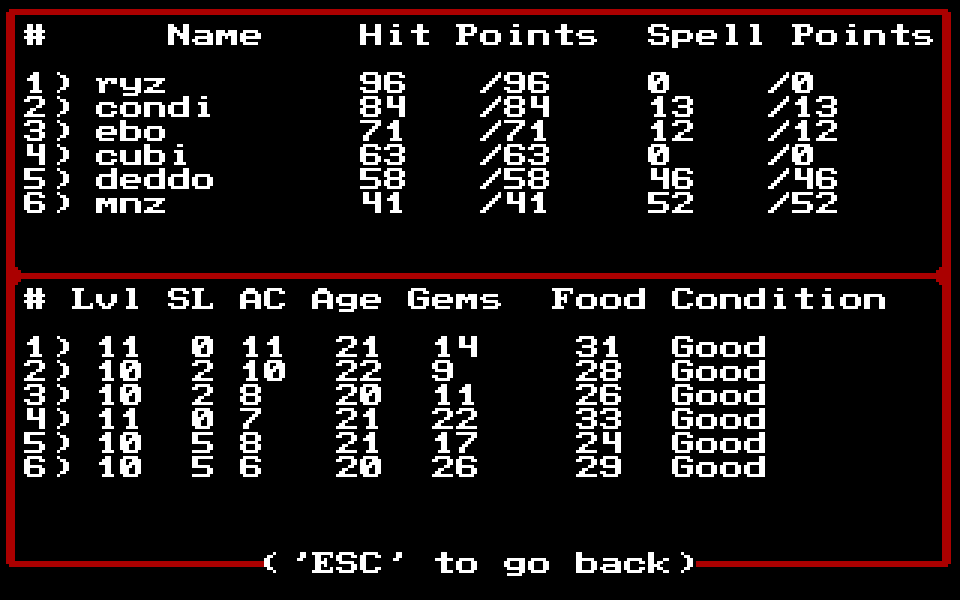 # Name Hit Points Spell Points
1) ryz 96 /96 0 /0
2) condi 84 /84 13 /13
3) ebo 71 /71 12 /12
4) cubi 63 /63 0 /0
5) deddo 58 /58 46 /46
6) mnz 41 /41 52 /52
# Lvl SL AC Age Gems Food Condition
1) 11 0 11 21 14 31 Good
2) 10 2 10 22 9 28 Good
3) 10 2 8 20 11 26 Good
4) 11 0 7 21 22 33 Good
5) 10 5 8 21 17 24 Good
6) 10 5 6 20 26 29 Good
('ESC' to go back)